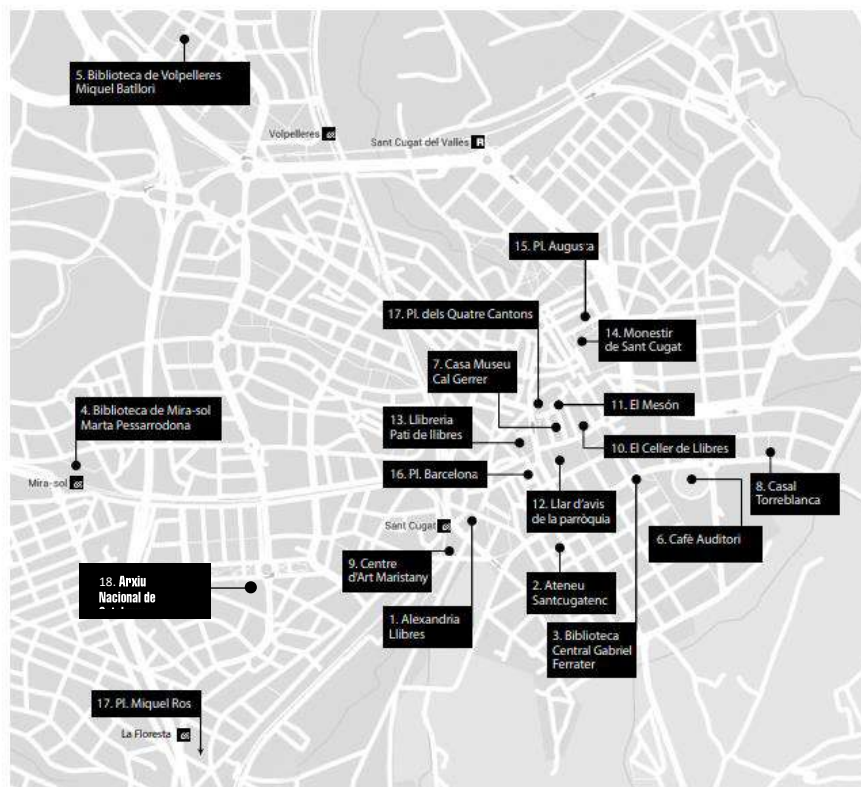 5. Biblioteca de Volpelleres
Miquel Batllori
Volpelleres
Sant Cugat del Vallès
R
15. Pl. Augusta
17. Pl. dels Quatre Cantons
14. Monestir
de Sant Cugat
7. Casa Museu
Cal Gerrer
4. Biblioteca de Mira-sol
Marta Pessarrodona
11. El Mesón
13. Llibreria
Pati de llibres
10. El Celler de Llibres
16. Pl. Barcelona
Mira-sol
12. Llar d'avis
de la parròquia
8. Casal
Torreblanca
Sant Cugat
6. Cafè Auditori
9. Centre
d'Art Maristany
18. Arxiu
Nacional de
2. Ateneu
Santcugatenc
1. Alexandria
Llibres
3. Biblioteca
Central Gabriel
Ferrater
17. Pl. Miquel Ros
La Floresta